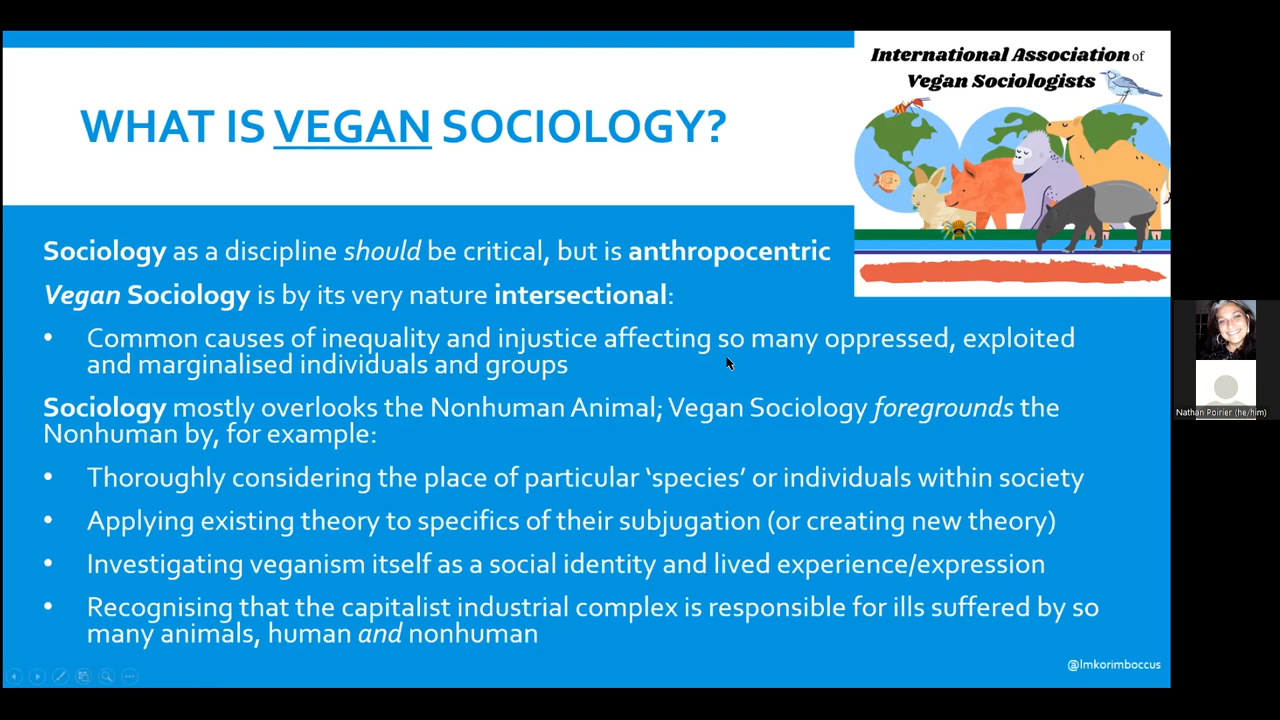 International Association of
Vegan Sociologists
WHAT IS VEGAN SOCIOLOGY?
Sociology as a discipline should be critical, but is anthropocentric
Vegan Sociology is by its very nature intersectional:
• Common causes of inequality and injustice affecting so many oppressed, exploited
and marginalised individuals and groups
Sociology mostly overlooks the Nonhuman Animal; Vegan Sociology foregrounds the
Nonhuman by, for example:
• Thoroughly considering the place of particular ‘species’ or individuals within society
• Applying existing theory to specifics of their subjugation (or creating new theory)
• Investigating veganism itself as a social identity and lived experience/expression
• Recognising that the capitalist industrial complex is responsible for ills suffered by so
many animals, human and nonhuman
@lmkorimboccus
Nathan Poirier (he/him)